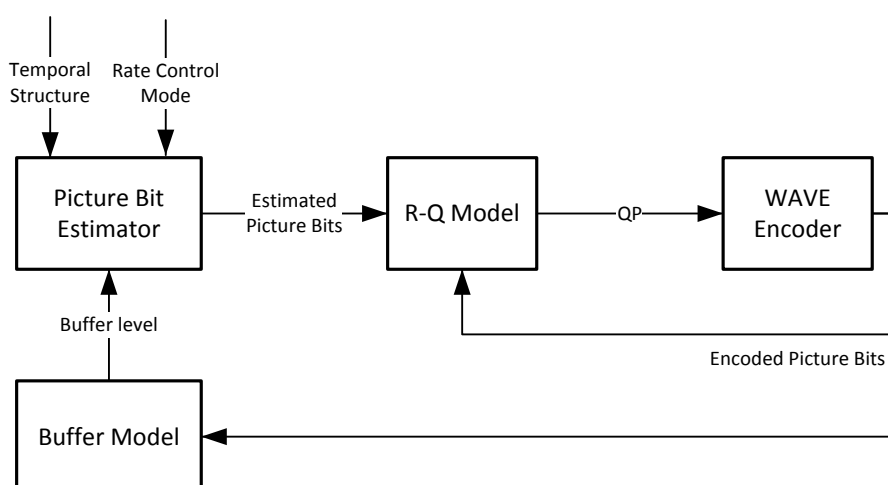 Temporal
Structure
Rate Control
Mode
Picture Bit
Estimator
Estimated
Picture Bits
R-Q Model
QP
WAVE
Encoder
Buffer level
Encoded Picture Bits
Buffer Model